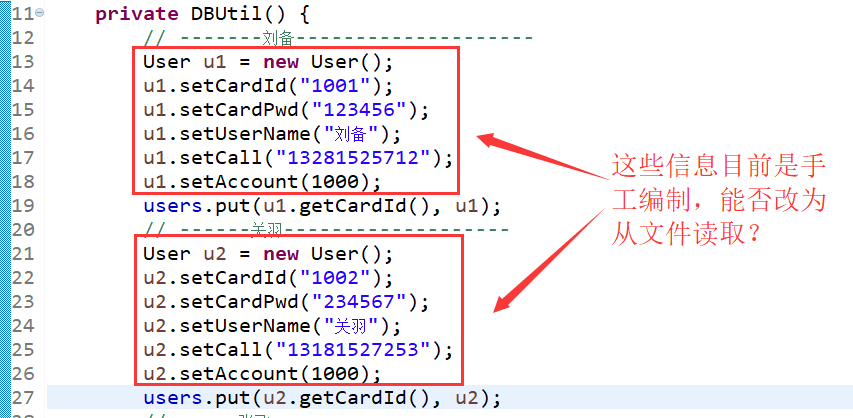 11 private DBUtil() {
12 // -------刘备--------------------
13 User u1 = new User();
14 u1.setCardId("1001");
15 u1.setCardPwd("123456");
16 u1.setUserName("刘备");
17 u1.setCall("13281525712");
18 u1.setAccount(1000);
19 users.put(u1.getCardId(), u1);
20 // ------关羽-------------------
21 User u2 = new User();
22 u2.setCardId("1002");
23 u2.setCardPwd("234567");
24 u2.setUserName("关羽");
25 u2.setCall("13181527253");
26 u2.setAccount(1000);
27 users.put(u2.getCardId(), u2);
这些信息目前是手
工编制，能否改为
从文件读取？